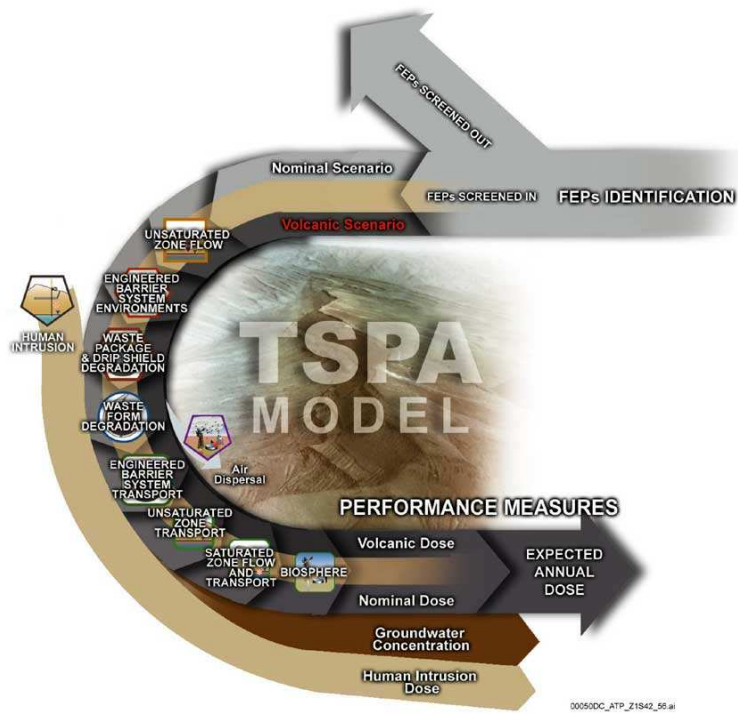 FEPs SCREENED OUT
Nominal Scenario
FEPs SCREENED IN
FEPs IDENTIFICATION
Volcanic Scenario
UNSATURATED
ZONE FLOW
ENGINEERED
BARRIER
SYSTEM
ENVIRONMENTS
HUMAN
INTRUSION
WASTE
PACKAGE
& DRIP SHIELD
DEGRADATION
TSPA
MODEL
WASTE
FORM
DEGRADATION
Air
Dispersal
ENGINEERED
BARRIER
SYSTEM
TRANSPORT
PERFORMANCE MEASURES
UNSATURATED
ZONE
TRANSPORT
SATURATED
ZONE FLOW
AND
TRANSPORT
BIOSPHERE
Volcanic Dose
Nominal Dose
EXPECTED
ANNUAL
DOSE
Groundwater
Concentration
Human Intrusion
Dose
00050DC_ATP_Z1S42_56.ai